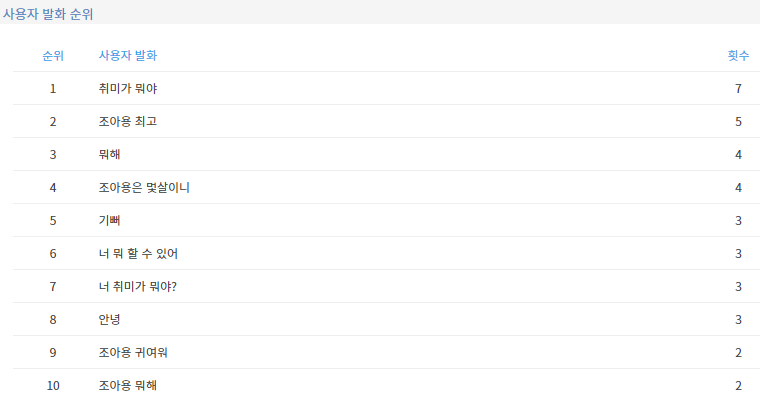 사용자 발화 순위
순위 사용자 발화 횟수
1 취미가 뭐야 7
2 조아용 최고 5
3 뭐해 4
4 조아용은 몇살이니 4
5 기뻐 3
6 너 뭐 할 수 있어 3
7 너 취미가 뭐야? 3
8 안녕 3
9 조아용 귀여워 2
10 조아용 뭐해 2